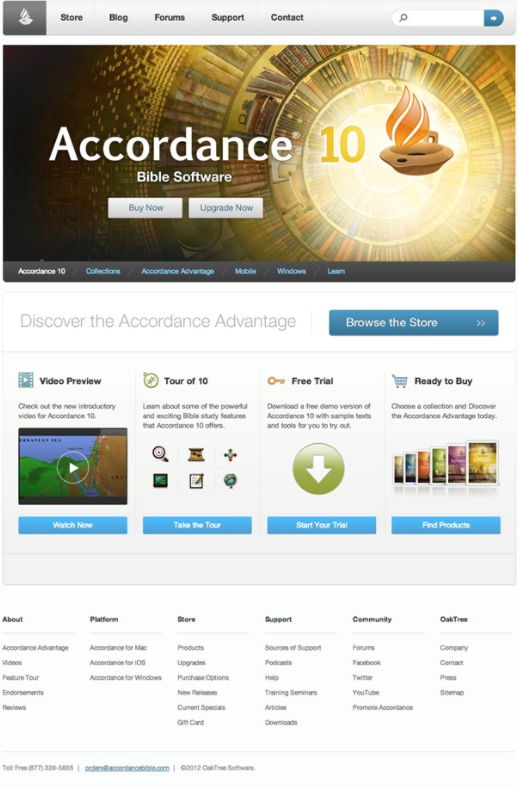 Store Blog Forums Support Contact
Accordance® 10
Bible Software
Buy Now Upgrade Now
Accordance 10 / Collections / Accordance Advantage / Mobile / Windows / Learn
Discover the Accordance Advantage
Browse the Store >>
Video Preview
Check out the new introductory
video for Accordance 10.
Watch Now
Tour of 10
Learn about some of the powerful
and exciting Bible study features
that Accordance 10 offers.
Take the Tour
Free Trial
Download a free demo version of
Accordance 10 with sample texts
and tools for you to try out.
Start Your Trial
Ready to Buy
Choose a collection and Discover
the Accordance Advantage today.
Find Products
About
Accordance Advantage
Videos
Feature Tour
Endorsements
Reviews
Platform
Accordance for Mac
Accordance for iOS
Accordance for Windows
Store
Products
Upgrades
Purchase Options
New Releases
Current Specials
Gift Card
Support
Sources of Support
Podcasts
Help
Training Seminars
Articles
Downloads
Community
Forums
Facebook
Twitter
YouTube
Promote Accordance
OakTree
Company
Contact
Press
Sitemap
Toll Free (877) 339-5855 | orders@accordancebible.com | ©2012 OakTree Software.